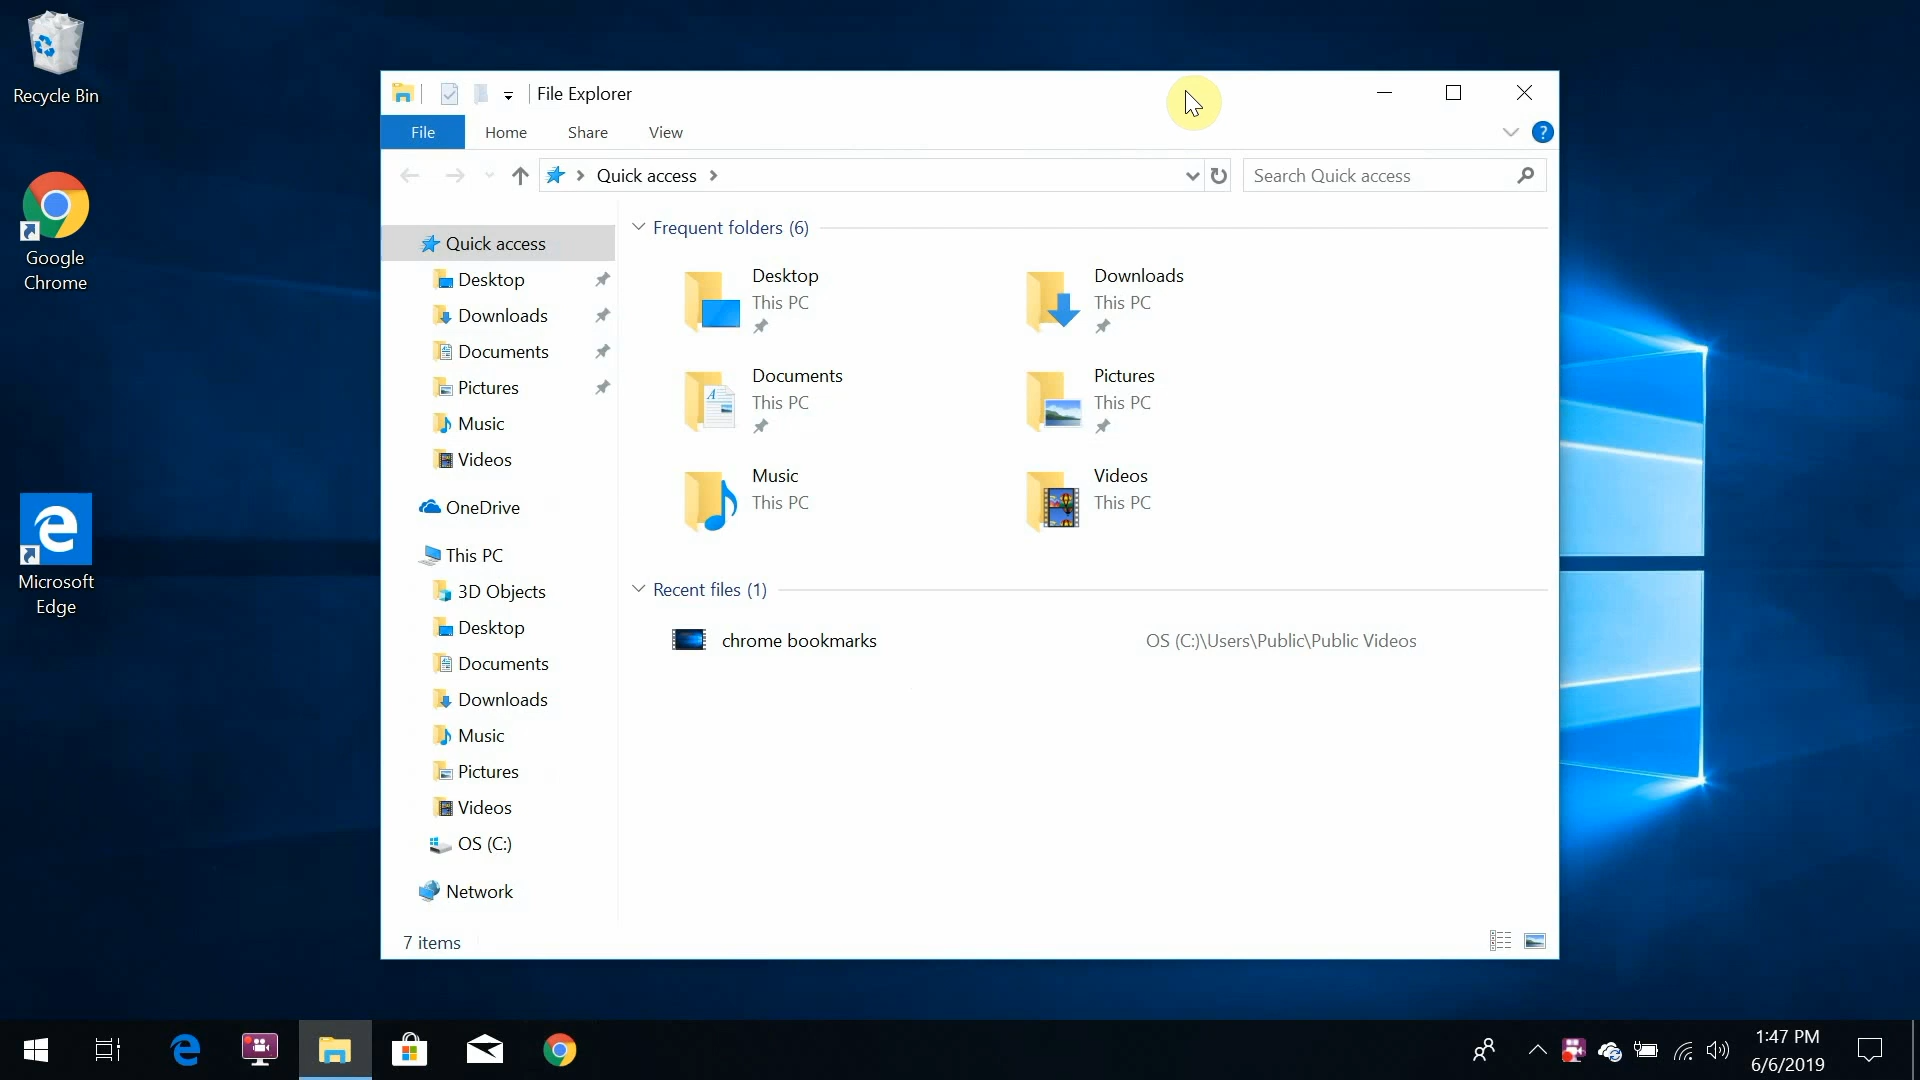 Recycle Bin
Google
Chrome
Microsoft
Edge
File Explorer
File
Home
Share
View
?
Quick access
Search Quick access
Quick access
Desktop
Downloads
Documents
Pictures
Music
Videos
OneDrive
This PC
3D Objects
Desktop
Documents
Downloads
Music
Pictures
Videos
OS (C:)
Network
Frequent folders (6)
Desktop
This PC
Downloads
This PC
Documents
This PC
Pictures
This PC
Music
This PC
Videos
This PC
Recent files (1)
chrome bookmarks
OS (C:)\Users\Public\Public Videos
7 items
1:47 PM
6/6/2019